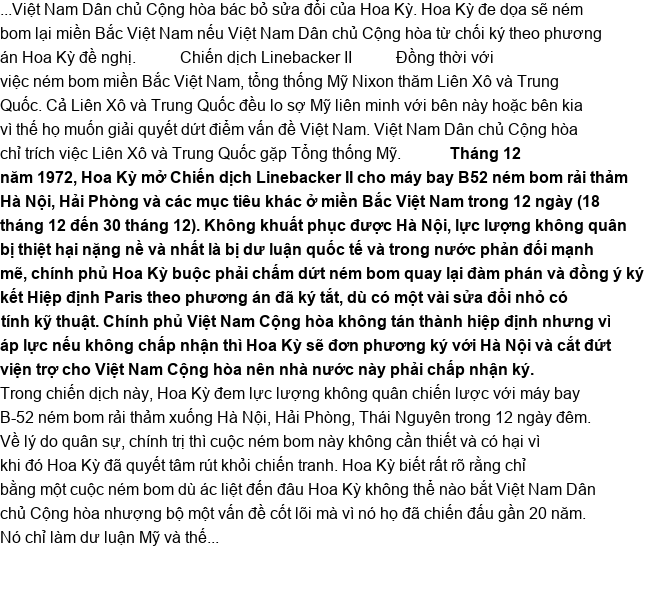 ...Việt Nam Dân chủ Cộng hòa bác bỏ sửa đổi của Hoa Kỳ. Hoa Kỳ đe dọa sẽ ném
bom lại miền Bắc Việt Nam nếu Việt Nam Dân chủ Cộng hòa từ chối ký theo phương
án Hoa Kỳ đề nghị. Chiến dịch Linebacker II Đồng thời với
việc ném bom miền Bắc Việt Nam, tổng thống Mỹ Nixon thăm Liên Xô và Trung
Quốc. Cả Liên Xô và Trung Quốc đều lo sợ Mỹ liên minh với bên này hoặc bên kia
vì thế họ muốn giải quyết dứt điểm vấn đề Việt Nam. Việt Nam Dân chủ Cộng hòa
chỉ trích việc Liên Xô và Trung Quốc gặp Tổng thống Mỹ. Tháng 12
năm 1972, Hoa Kỳ mở Chiến dịch Linebacker II cho máy bay B52 ném bom rải thảm
Hà Nội, Hải Phòng và các mục tiêu khác ở miền Bắc Việt Nam trong 12 ngày (18
tháng 12 đến 30 tháng 12). Không khuất phục được Hà Nội, lực lượng không quân
bị thiệt hại nặng nề và nhất là bị dư luận quốc tế và trong nước phản đối mạnh
mẽ, chính phủ Hoa Kỳ buộc phải chấm dứt ném bom quay lại đàm phán và đồng ý ký
kết Hiệp định Paris theo phương án đã ký tắt, dù có một vài sửa đổi nhỏ có
tính kỹ thuật. Chính phủ Việt Nam Cộng hòa không tán thành hiệp định nhưng vì
áp lực nếu không chấp nhận thì Hoa Kỳ sẽ đơn phương ký với Hà Nội và cắt đứt
viện trợ cho Việt Nam Cộng hòa nên nhà nước này phải chấp nhận ký.
Trong chiến dịch này, Hoa Kỳ đem lực lượng không quân chiến lược với máy bay
B-52 ném bom rải thảm xuống Hà Nội, Hải Phòng, Thái Nguyên trong 12 ngày đêm.
Về lý do quân sự, chính trị thì cuộc ném bom này không cần thiết và có hại vì
khi đó Hoa Kỳ đã quyết tâm rút khỏi chiến tranh. Hoa Kỳ biết rất rõ rằng chỉ
bằng một cuộc ném bom dù ác liệt đến đâu Hoa Kỳ không thể nào bắt Việt Nam Dân
chủ Cộng hòa nhượng bộ một vấn đề cốt lõi mà vì nó họ đã chiến đấu gần 20 năm.
Nó chỉ làm dư luận Mỹ và thế...